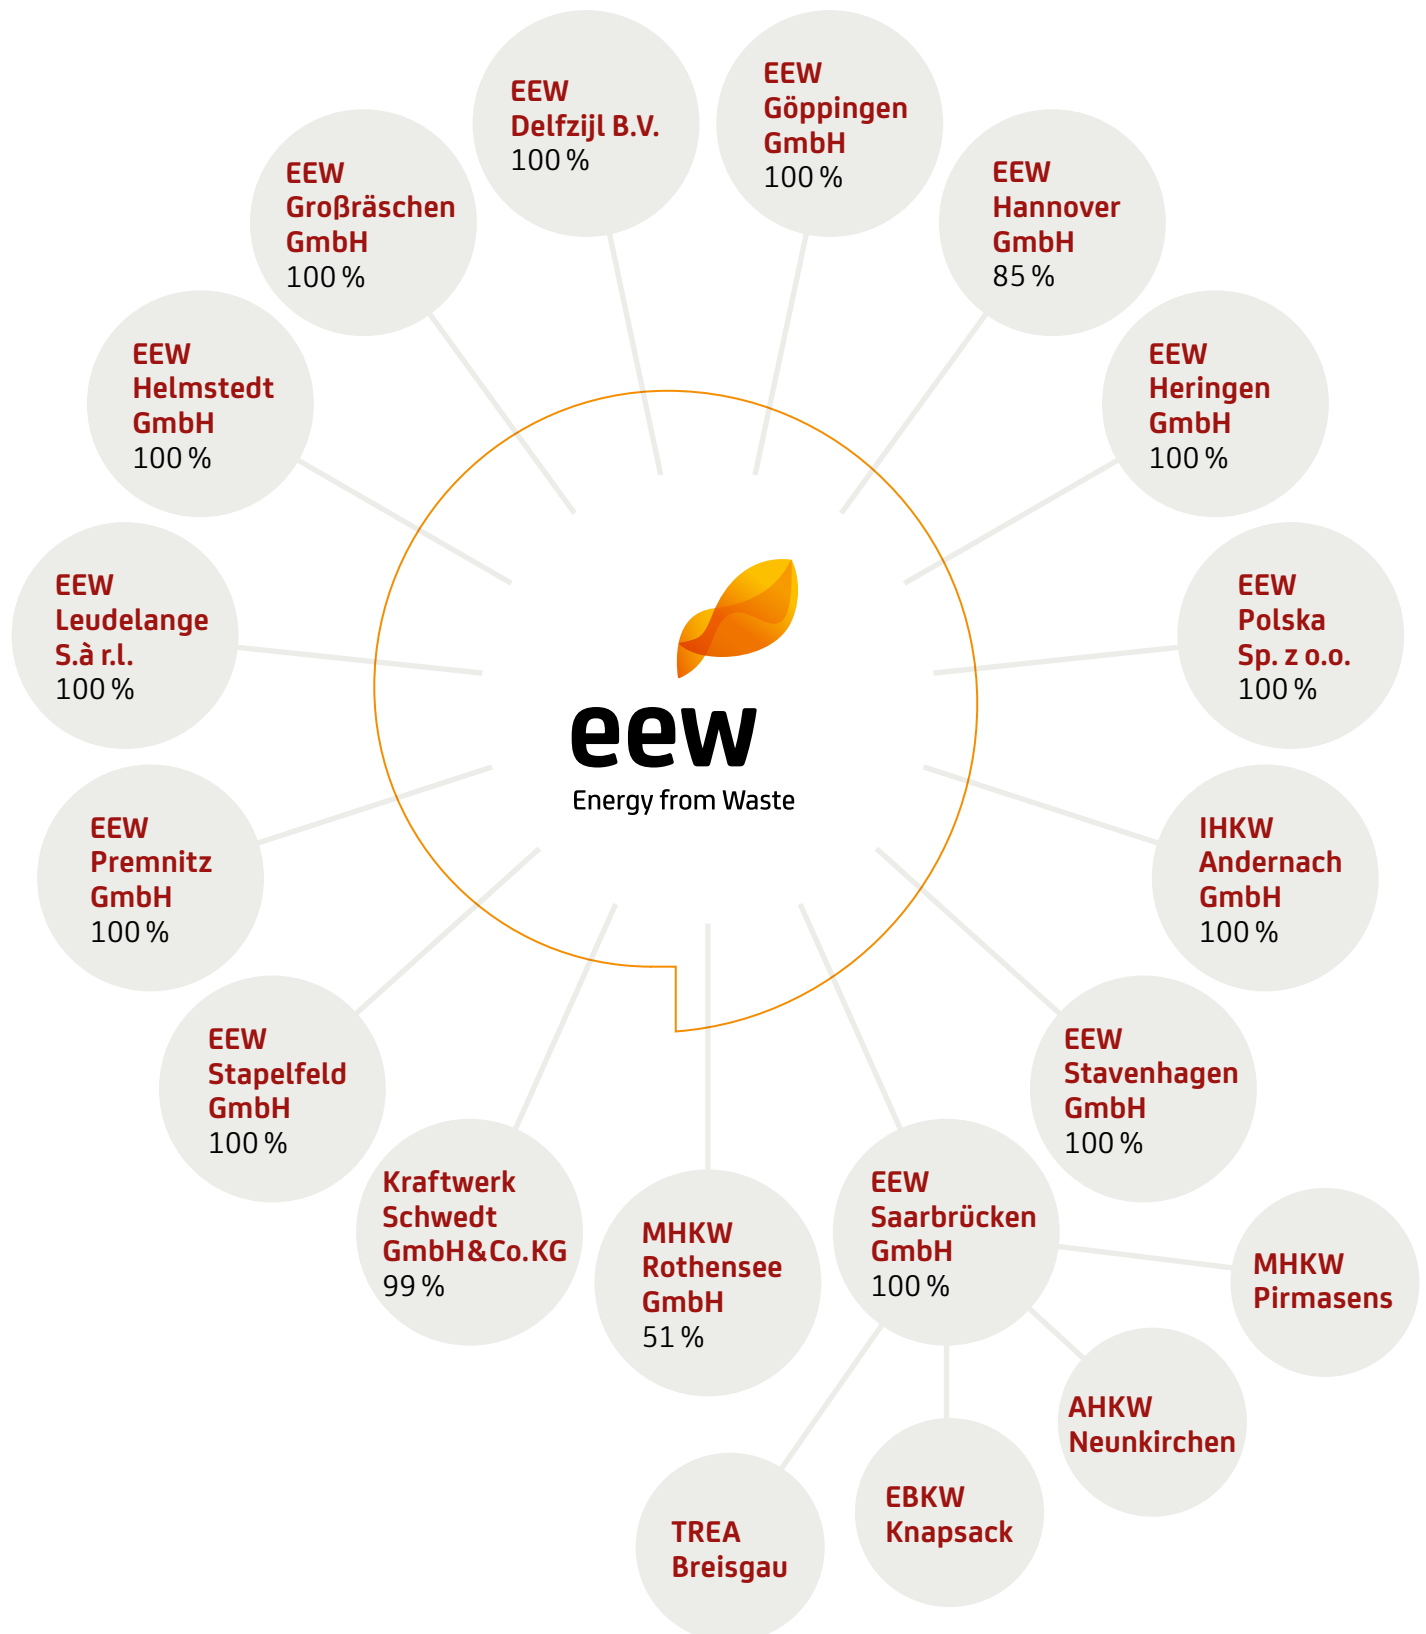 EEW
Delfzijl B.V.
100 %
EEW
Göppingen
GmbH
100 %
EEW
Großräschen
GmbH
100 %
EEW
Hannover
GmbH
85 %
EEW
Helmstedt
GmbH
100 %
EEW
Heringen
GmbH
100 %
EEW
Leudelange
S.à r.l.
100 %
EEW
Polska
Sp. z o.o.
100 %
eew
Energy from Waste
EEW
Premnitz
GmbH
100 %
IHKW
Andernach
GmbH
100 %
EEW
Stapelfeld
GmbH
100 %
EEW
Stavenhagen
GmbH
100 %
Kraftwerk
Schwedt
GmbH&Co.KG
99 %
MHKW
Rothensee
GmbH
51 %
EEW
Saarbrücken
GmbH
100 %
MHKW
Pirmasens
AHKW
Neunkirchen
EBKW
Knapsack
TREA
Breisgau